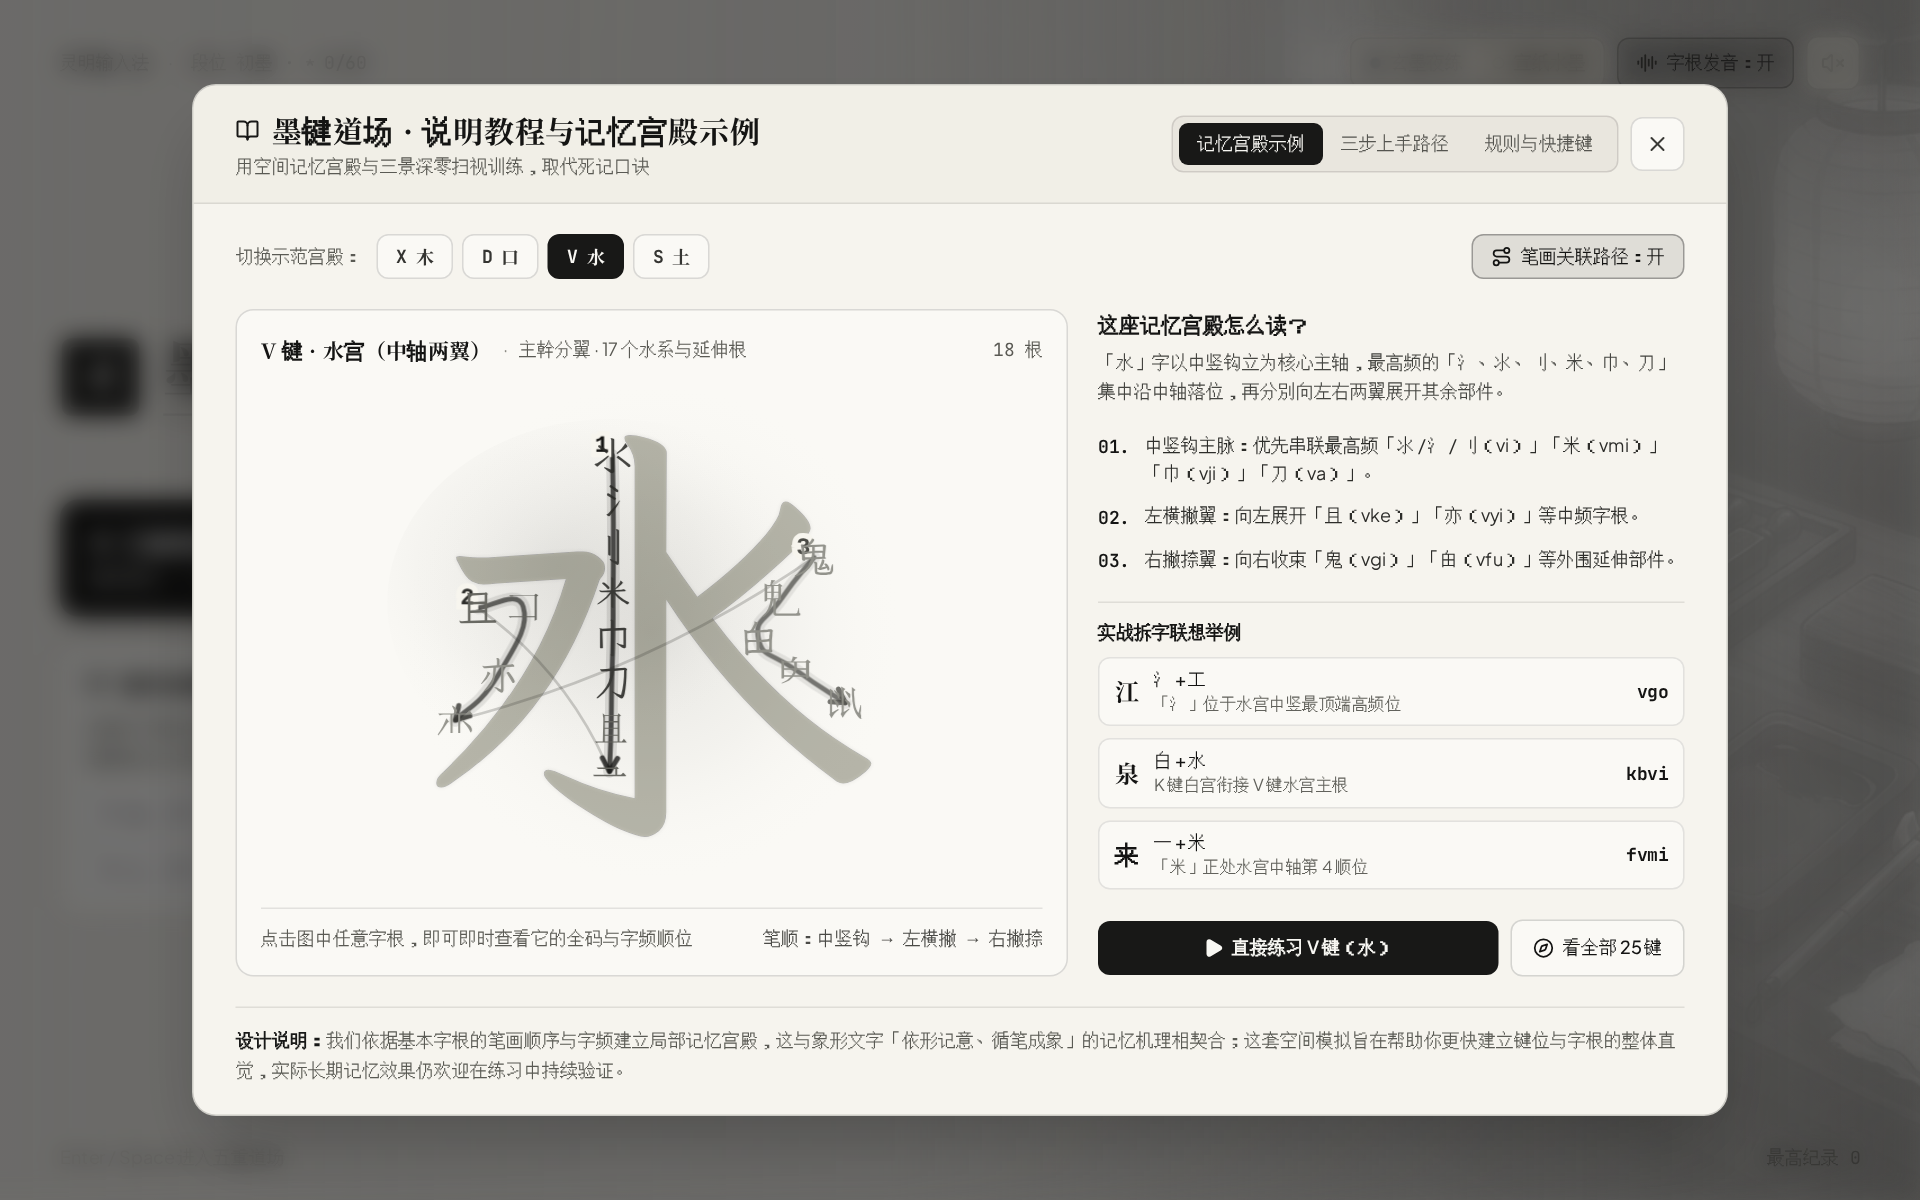 字根发音：开
墨键道场 · 说明教程与记忆宫殿示例
用空间记忆宫殿与三景深零扫视训练，取代死记口诀
记忆宫殿示例
三步上手路径
规则与快捷键
切换示范宫殿：
X 木
D 口
V 水
S 土
笔画关联路径：开
V 键 · 水宫（中轴两翼）
· 主幹分翼 · 17 个水系与延伸根
18 根
1
水
氵
刂
米
巾
刀
且
2
且
亦
3
鬼
由
点击图中任意字根，即可即时查看它的全码与字频顺位
笔顺：中竖钩 → 左横撇 → 右撇捺
这座记忆宫殿怎么读？
「水」字以中竖钩立为核心主轴，最高频的「氵、氺、刂、米、巾、刀」
集中沿中轴落位，再分別向左右两翼展开其余部件。
01. 中竖钩主脉：优先串联最高频「氺 /氵 / 刂（vi）」「米（vmi）」
「巾（vji）」「刀（va）」。
02. 左横撇翼：向左展开「且（vke）」「亦（vyi）」等中频字根。
03. 右撇捺翼：向右收束「鬼（vgi）」「由（vfu）」等外围延伸部件。
实战拆字联想举例
江
氵 +工
「氵」位于水宫中竖最顶端高频位
vgo
泉
白 +水
K 键白宫衔接 V 键水宫主根
kbvi
来
一 +米
「米」正处水宫中轴第 4 顺位
fvmi
直接练习 V 键（水）
看全部 25 键
设计说明：我们依据基本字根的笔画顺序与字频建立局部记忆宫殿，这与象形文字「依形记意、循笔成象」的记忆机理相契合；这套空间模拟旨在帮助你更快建立键位与字根的整体直
觉，实际长期记忆效果仍欢迎在练习中持续验证。
最高纪录 0